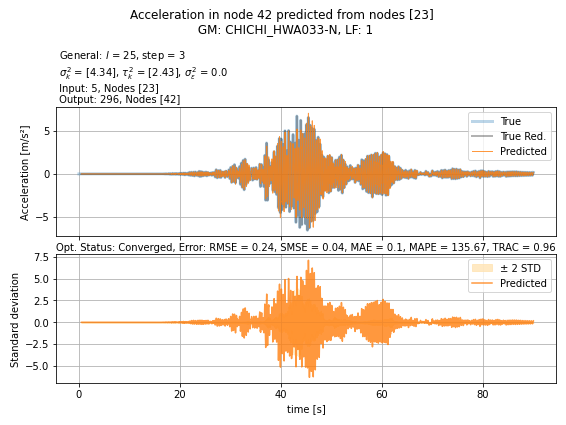 Acceleration in node 42 predicted from nodes [23]
GM: CHICHI_HWA033-N, LF: 1
General: l = 25, step = 3
σ²ₖ = [4.34], τ²ₖ = [2.43], σ²ε = 0.0
Input: 5, Nodes [23]
Output: 296, Nodes [42]
Acceleration [m/s²]
5
0
−5
True
True Red.
Predicted
Opt. Status: Converged, Error: RMSE = 0.24, SMSE = 0.04, MAE = 0.1, MAPE = 135.67, TRAC = 0.96
Standard deviation
7.5
5.0
2.5
0.0
−2.5
−5.0
± 2 STD
Predicted
0 20 40 60 80
time [s]